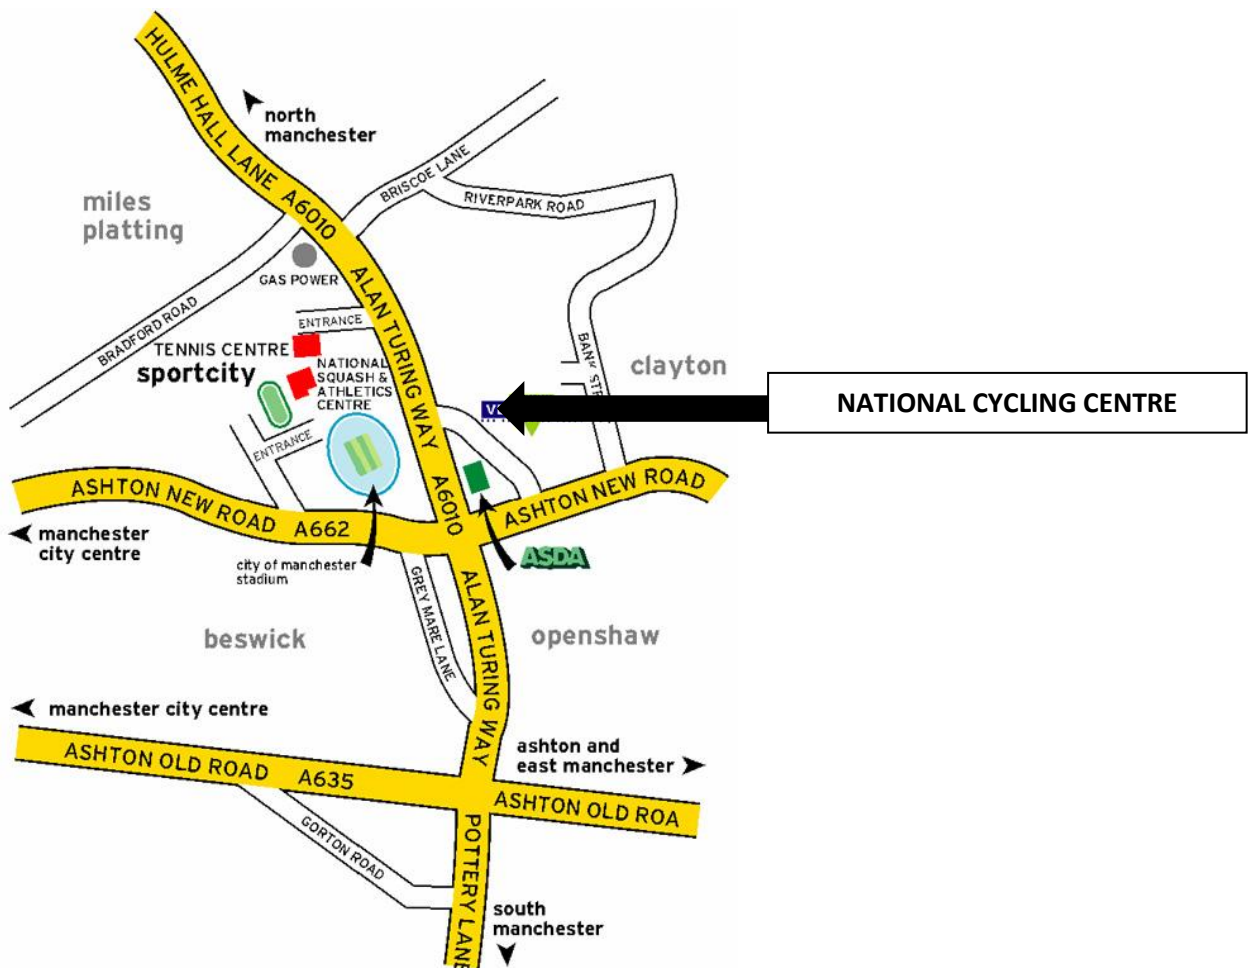 HULME HALL LANE A6010
north
manchester
BRISCOE LANE
RIVERPARK ROAD
miles
platting
GAS POWER
ALAN TURING WAY
BRADFORD ROAD
ENTRANCE
TENNIS CENTRE
sportcity
NATIONAL
SQUASH &
ATHLETICS
CENTRE
clayton
NATIONAL CYCLING CENTRE
ENTRANCE
ASHTON NEW ROAD A662
A6010
ASHTON NEW ROAD
manchester
city centre
city of manchester
stadium
ASDA
GREY MARE LANE
ALAN TURING WAY
beswick
openshaw
manchester city centre
ashton and
east manchester
ASHTON OLD ROAD A635
ASHTON OLD ROA
GORTON ROAD
POTTERY LANE
south
manchester